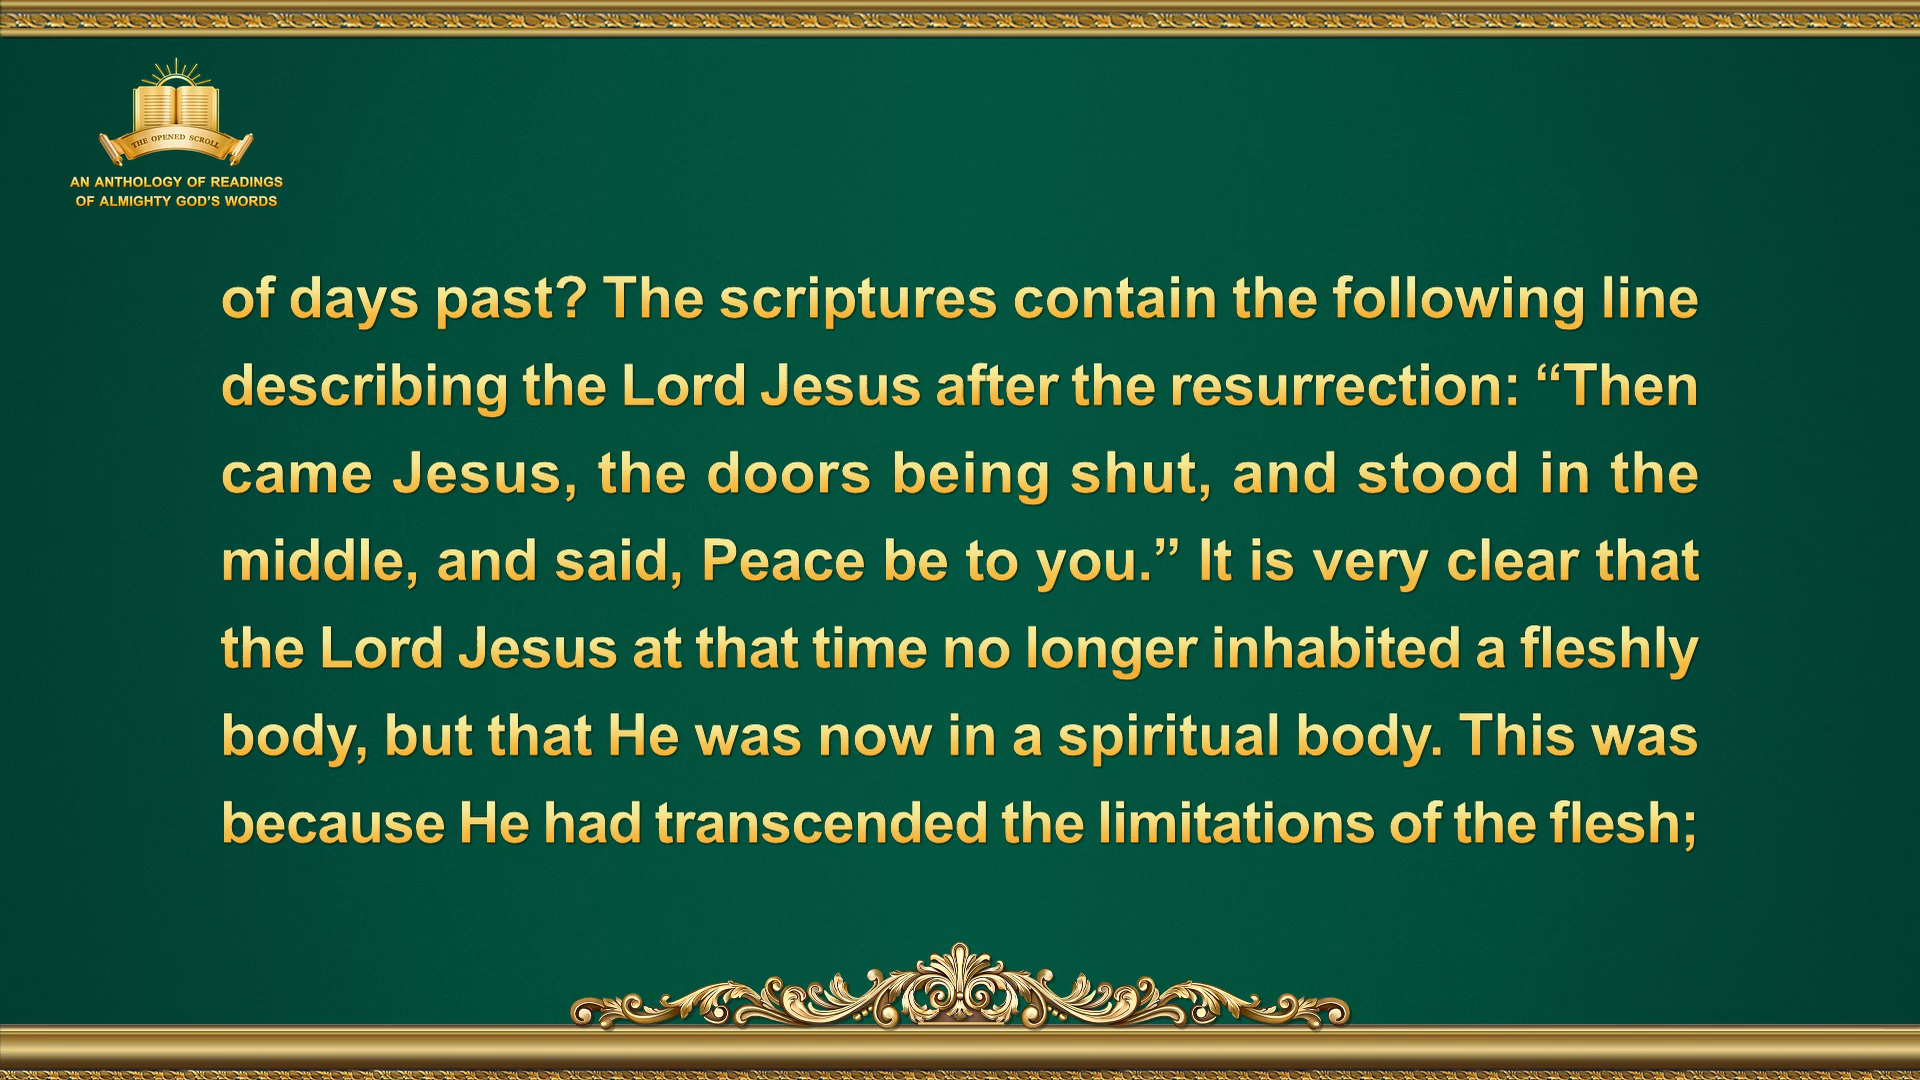 THE OPENED SCROLL
AN ANTHOLOGY OF READINGS
OF ALMIGHTY GOD'S WORDS
of days past? The scriptures contain the following line
describing the Lord Jesus after the resurrection: “Then
came Jesus, the doors being shut, and stood in the
middle, and said, Peace be to you.” It is very clear that
the Lord Jesus at that time no longer inhabited a fleshly
body, but that He was now in a spiritual body. This was
because He had transcended the limitations of the flesh;